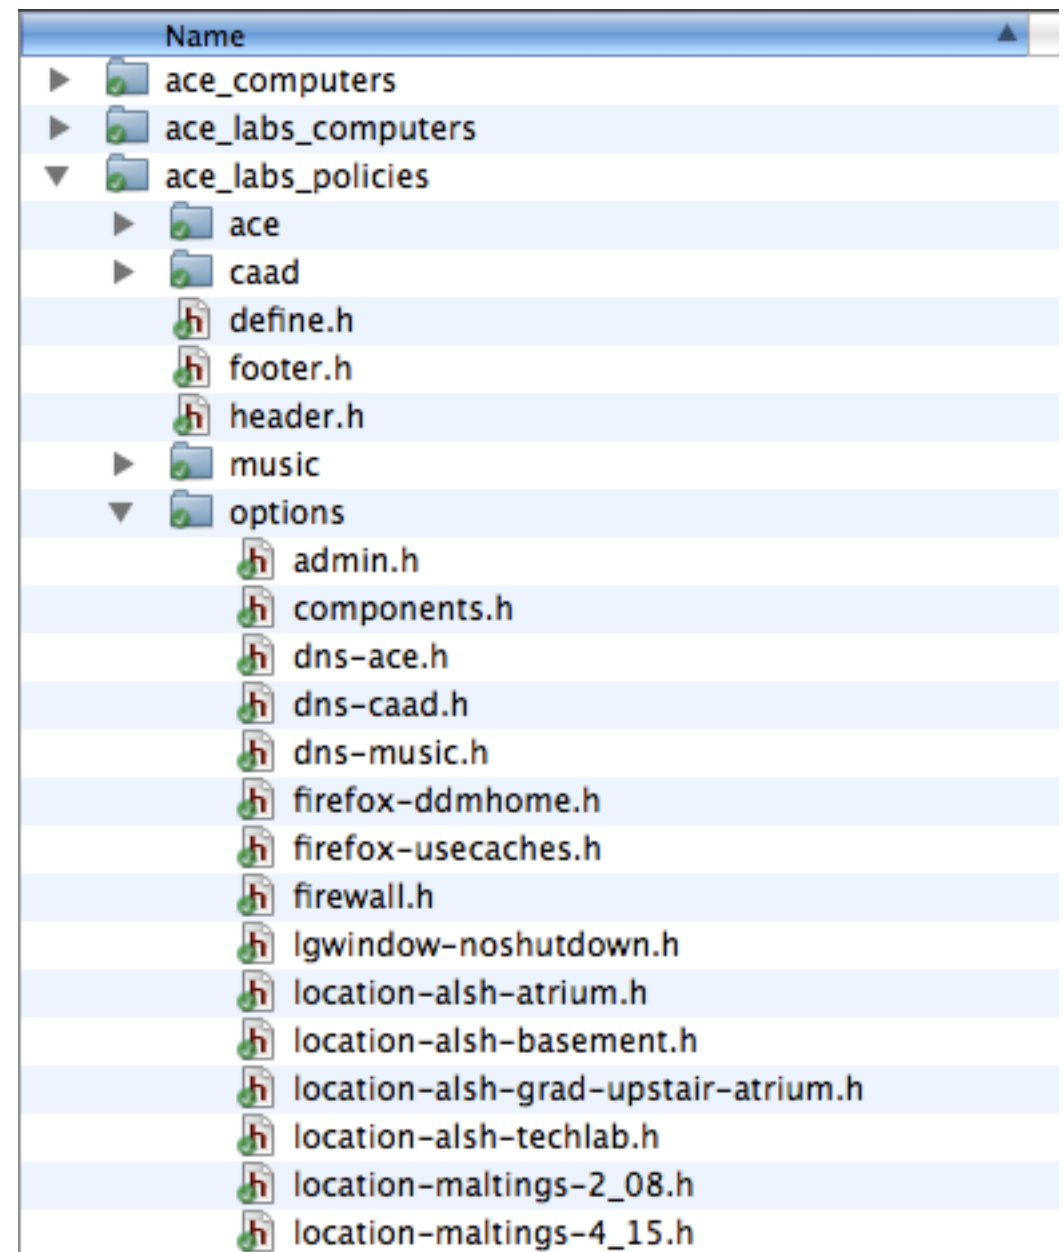 Name
ace_computers
ace_labs_computers
ace_labs_policies
ace
caad
define.h
footer.h
header.h
music
options
admin.h
components.h
dns-ace.h
dns-caad.h
dns-music.h
firefox-ddmhome.h
firefox-usecaches.h
firewall.h
lgwindow-noshutdown.h
location-alsh-atrium.h
location-alsh-basement.h
location-alsh-grad-upstair-atrium.h
location-alsh-techlab.h
location-maltings-2_08.h
location-maltings-4_15.h